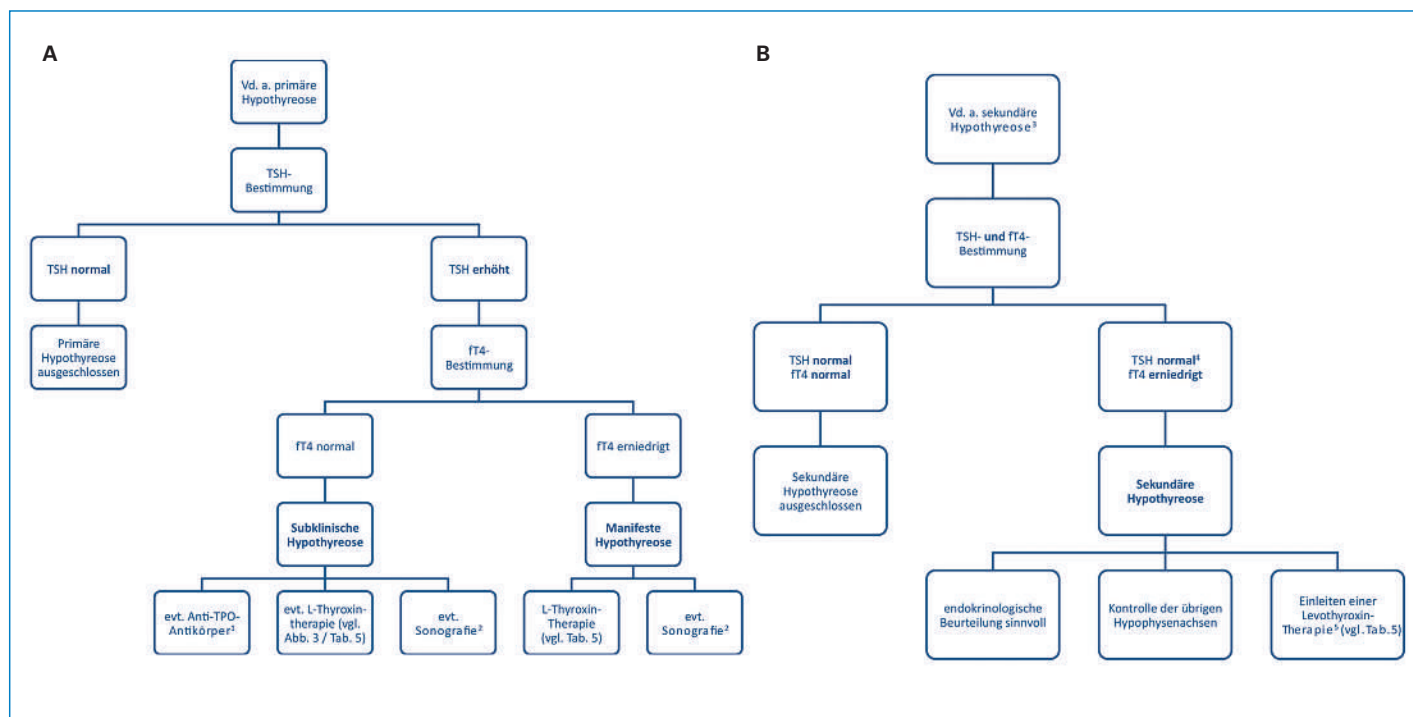 A
Vd. a. primäre
Hypothyreose
TSH-
Bestimmung
TSH normal
TSH erhöht
Primäre
Hypothyreose
ausgeschlossen
fT4-
Bestimmung
fT4 normal
fT4 erniedrigt
Subklinische
Hypothyreose
Manifeste
Hypothyreose
evt. Anti-TPO-
Antikörper¹
evt. L-Thyroxin-
therapie (vgl.
Abb. 3 / Tab. 5)
evt.
Sonografie²
L-Thyroxin-
Therapie
(vgl. Tab. 5)
evt.
Sonografie²
B
Vd. a. sekundäre
Hypothyreose³
TSH- und fT4-
Bestimmung
TSH normal
fT4 normal
TSH normal⁴
fT4 erniedrigt
Sekundäre
Hypothyreose
ausgeschlossen
Sekundäre
Hypothyreose
endokrinologische
Beurteilung sinnvoll
Kontrolle der übrigen
Hypophysenachsen
Einleiten einer
Levothyroxin-
Therapie⁵ (vgl. Tab. 5)